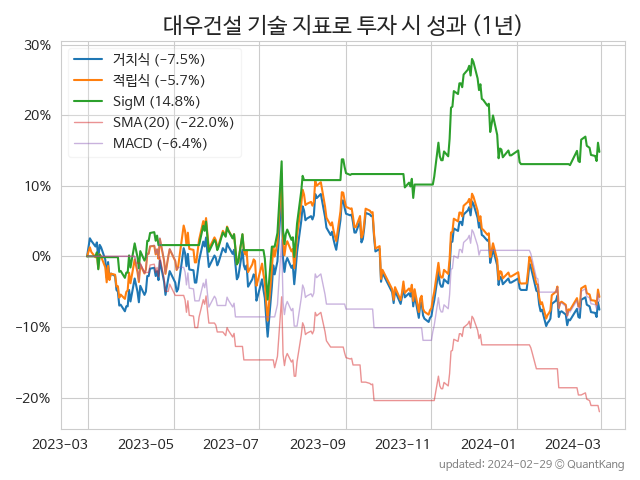 대우건설 기술 지표로 투자 시 성과 (1년)
30%
20%
10%
0%
−10%
−20%
거치식 (−7.5%)
적립식 (−5.7%)
SigM (14.8%)
SMA(20) (−22.0%)
MACD (−6.4%)
2023−03 2023−05 2023−07 2023−09 2023−11 2024−01 2024−03
updated: 2024−02−29 © QuantKang